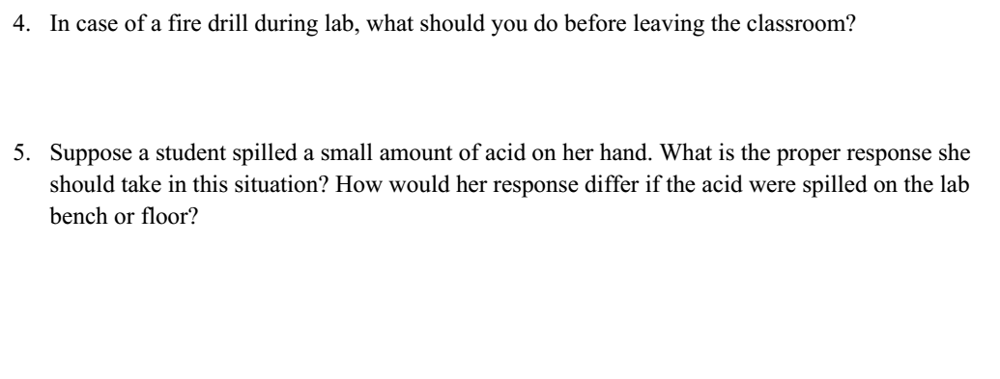 4. In case of a fire drill during lab, what should you do before leaving the classroom?
5. Suppose a student spilled a small amount of acid on her hand. What is the proper response she
should take in this situation? How would her response differ if the acid were spilled on the lab
bench or floor?